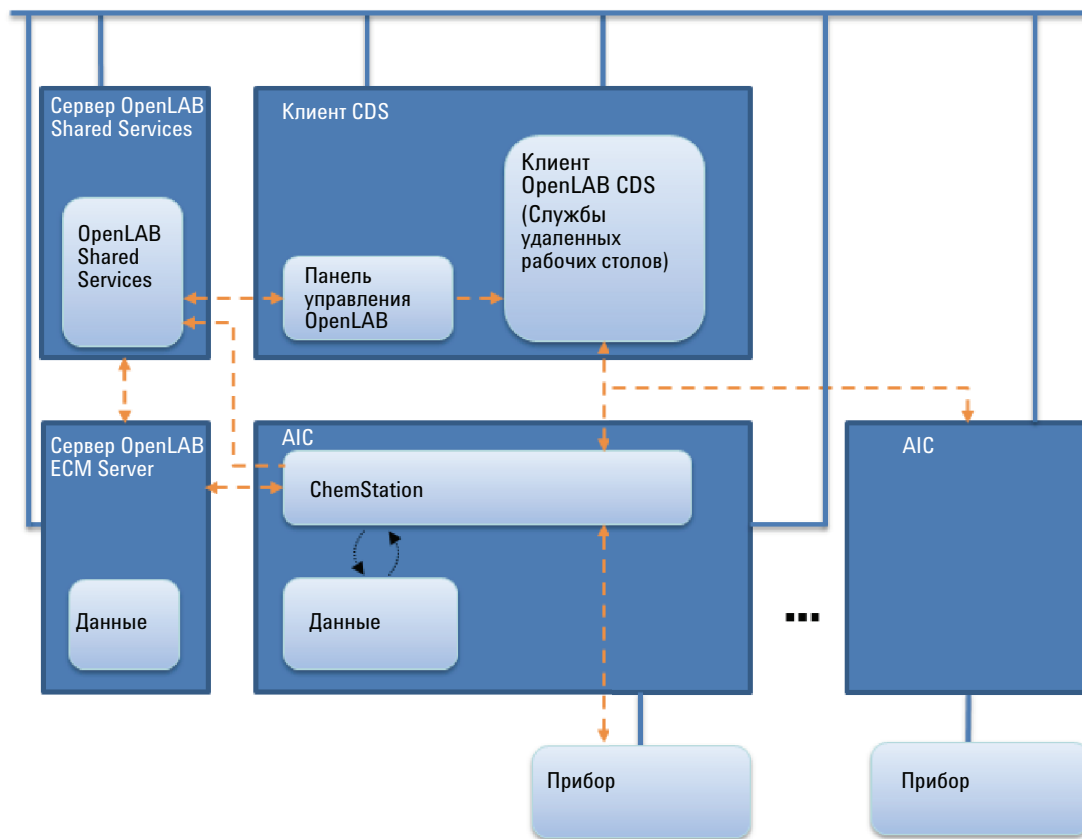 Сервер OpenLAB
Shared Services
OpenLAB
Shared
Services
Клиент CDS
Панель
управления
OpenLAB
Клиент
OpenLAB CDS
(Службы
удаленных
рабочих столов)
Сервер OpenLAB
ECM Server
Данные
AIC
ChemStation
Данные
AIC
Прибор
Прибор